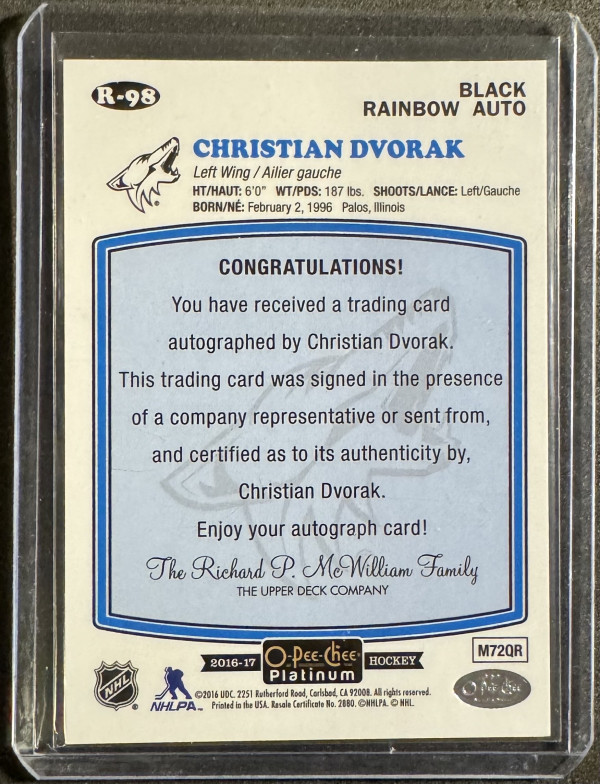 R-98
BLACK
RAINBOW AUTO
CHRISTIAN DVORAK
Left Wing / Ailier gauche
HT/HAUT: 6'0" WT/PDS: 187 lbs. SHOOTS/LANCE: Left/Gauche
BORN/NÉ: February 2, 1996 Palos, Illinois
CONGRATULATIONS!
You have received a trading card
autographed by Christian Dvorak.
This trading card was signed in the presence
of a company representative or sent from,
and certified as to its authenticity by,
Christian Dvorak.
Enjoy your autograph card!
The Richard P. McWilliam Family
THE UPPER DECK COMPANY
2016-17 O-Pee-Chee HOCKEY
Platinum
M72QR
O-Pee-Chee
NHL
NHLPA
©2016 UDC. 2251 Rutherford Road, Carlsbad, CA 92008. All rights reserved.
Printed in the USA. Resale Certificate No. 2880. ©NHLPA. © NHL.